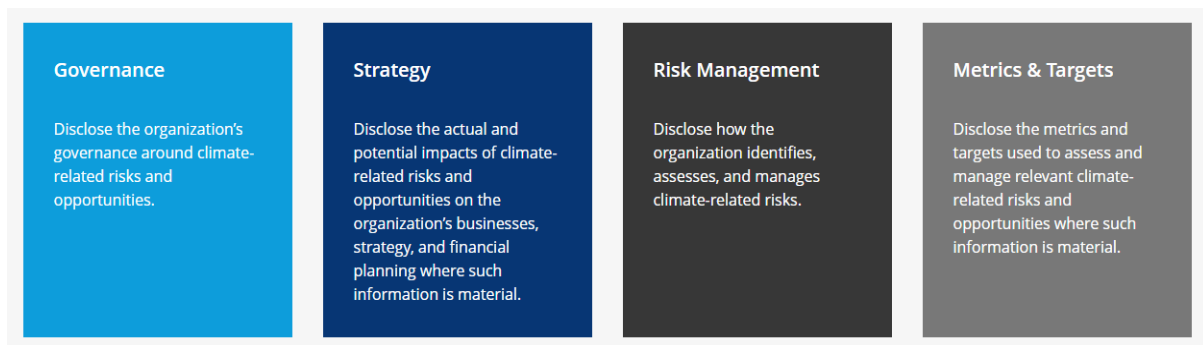 Governance
Disclose the organization's
governance around climate-
related risks and
opportunities.
Strategy
Disclose the actual and
potential impacts of climate-
related risks and
opportunities on the
organization's businesses,
strategy, and financial
planning where such
information is material.
Risk Management
Disclose how the
organization identifies,
assesses, and manages
climate-related risks.
Metrics & Targets
Disclose the metrics and
targets used to assess and
manage relevant climate-
related risks and
opportunities where such
information is material.